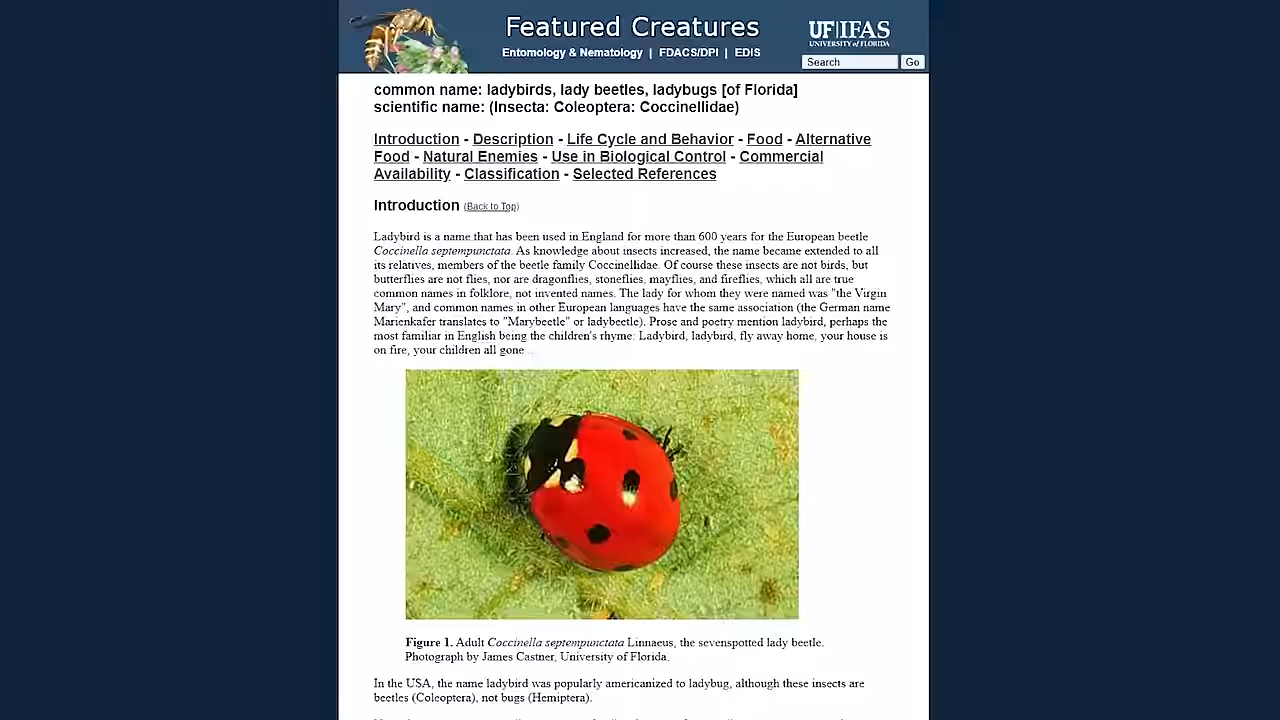 Featured Creatures
Entomology & Nematology | FDACS/DPI | EDIS
UF|IFAS
UNIVERSITY of FLORIDA
Search Go
common name: ladybirds, lady beetles, ladybugs [of Florida]
scientific name: (Insecta: Coleoptera: Coccinellidae)
Introduction - Description - Life Cycle and Behavior - Food - Alternative
Food - Natural Enemies - Use in Biological Control - Commercial
Availability - Classification - Selected References
Introduction (Back to Top)
Ladybird is a name that has been used in England for more than 600 years for the European beetle
Coccinella septempunctata. As knowledge about insects increased, the name became extended to all
its relatives, members of the beetle family Coccinellidae. Of course these insects are not birds, but
butterflies are not flies, nor are dragonflies, stoneflies, mayflies, and fireflies, which all are true
common names in folklore, not invented names. The lady for whom they were named was "the Virgin
Mary", and common names in other European languages have the same association (the German name
Marienkafer translates to "Marybeetle" or ladybeetle). Prose and poetry mention ladybird, perhaps the
most familiar in English being the children's rhyme: Ladybird, ladybird, fly away home, your house is
on fire, your children all gone ..
Figure 1. Adult Coccinella septempunctata Linnaeus, the sevenspotted lady beetle.
Photograph by James Castner, University of Florida.
In the USA, the name ladybird was popularly americanized to ladybug, although these insects are
beetles (Coleoptera), not bugs (Hemiptera).